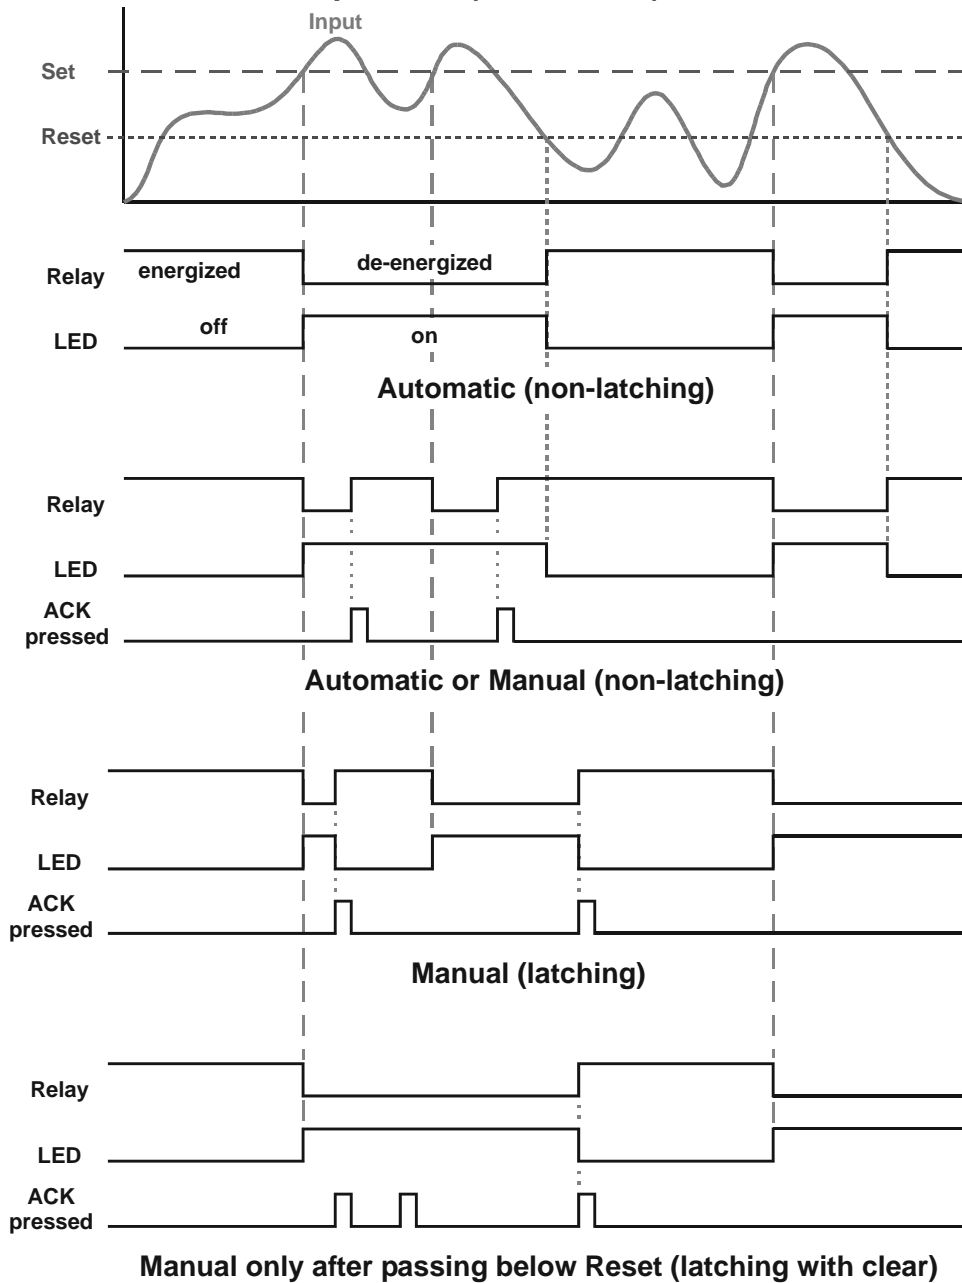 Input
Set
Reset
Relay
energized
de-energized
LED
off
on
Automatic (non-latching)
Relay
LED
ACK
pressed
Automatic or Manual (non-latching)
Relay
LED
ACK
pressed
Manual (latching)
Relay
LED
ACK
pressed
Manual only after passing below Reset (latching with clear)